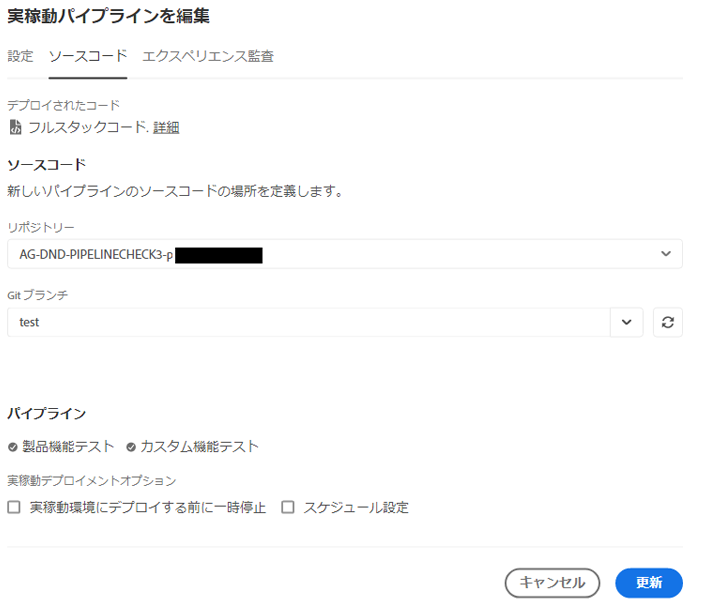 実稼動パイプラインを編集
設定 ソースコード エクスペリエンス監査
デプロイされたコード
フルスタックコード. 詳細
ソースコード
新しいパイプラインのソースコードの場所を定義します。
リポジトリー
AG-DND-PIPELINECHECK3-p
Git ブランチ
test
パイプライン
製品機能テスト カスタム機能テスト
実稼動デプロイメントオプション
実稼動環境にデプロイする前に一時停止 スケジュール設定
キャンセル 更新